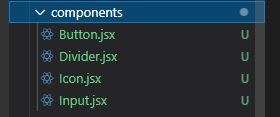 components
Button.jsx U
Divider.jsx U
Icon.jsx U
Input.jsx U